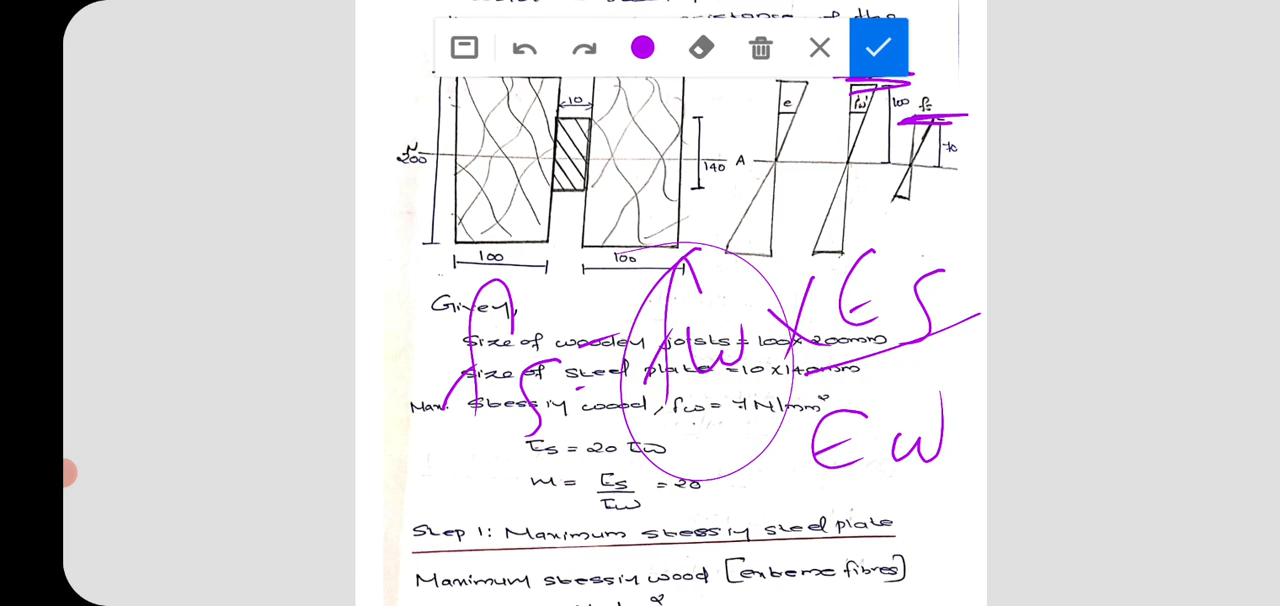 10
e
fw
100
fs
70
N
200
140
A
100
100
Given,
Size of wooden joists = 100 x 200mm
Size of steel plate = 10 x 140mm
Max. Stress in wood, fw = 7 N/mm²
Es = 20 Ew
m = Es/Ew = 20
fs = fw x Es/Ew
Step 1: Maximum stress in steel plate
Maximum stress in wood [extreme fibres]